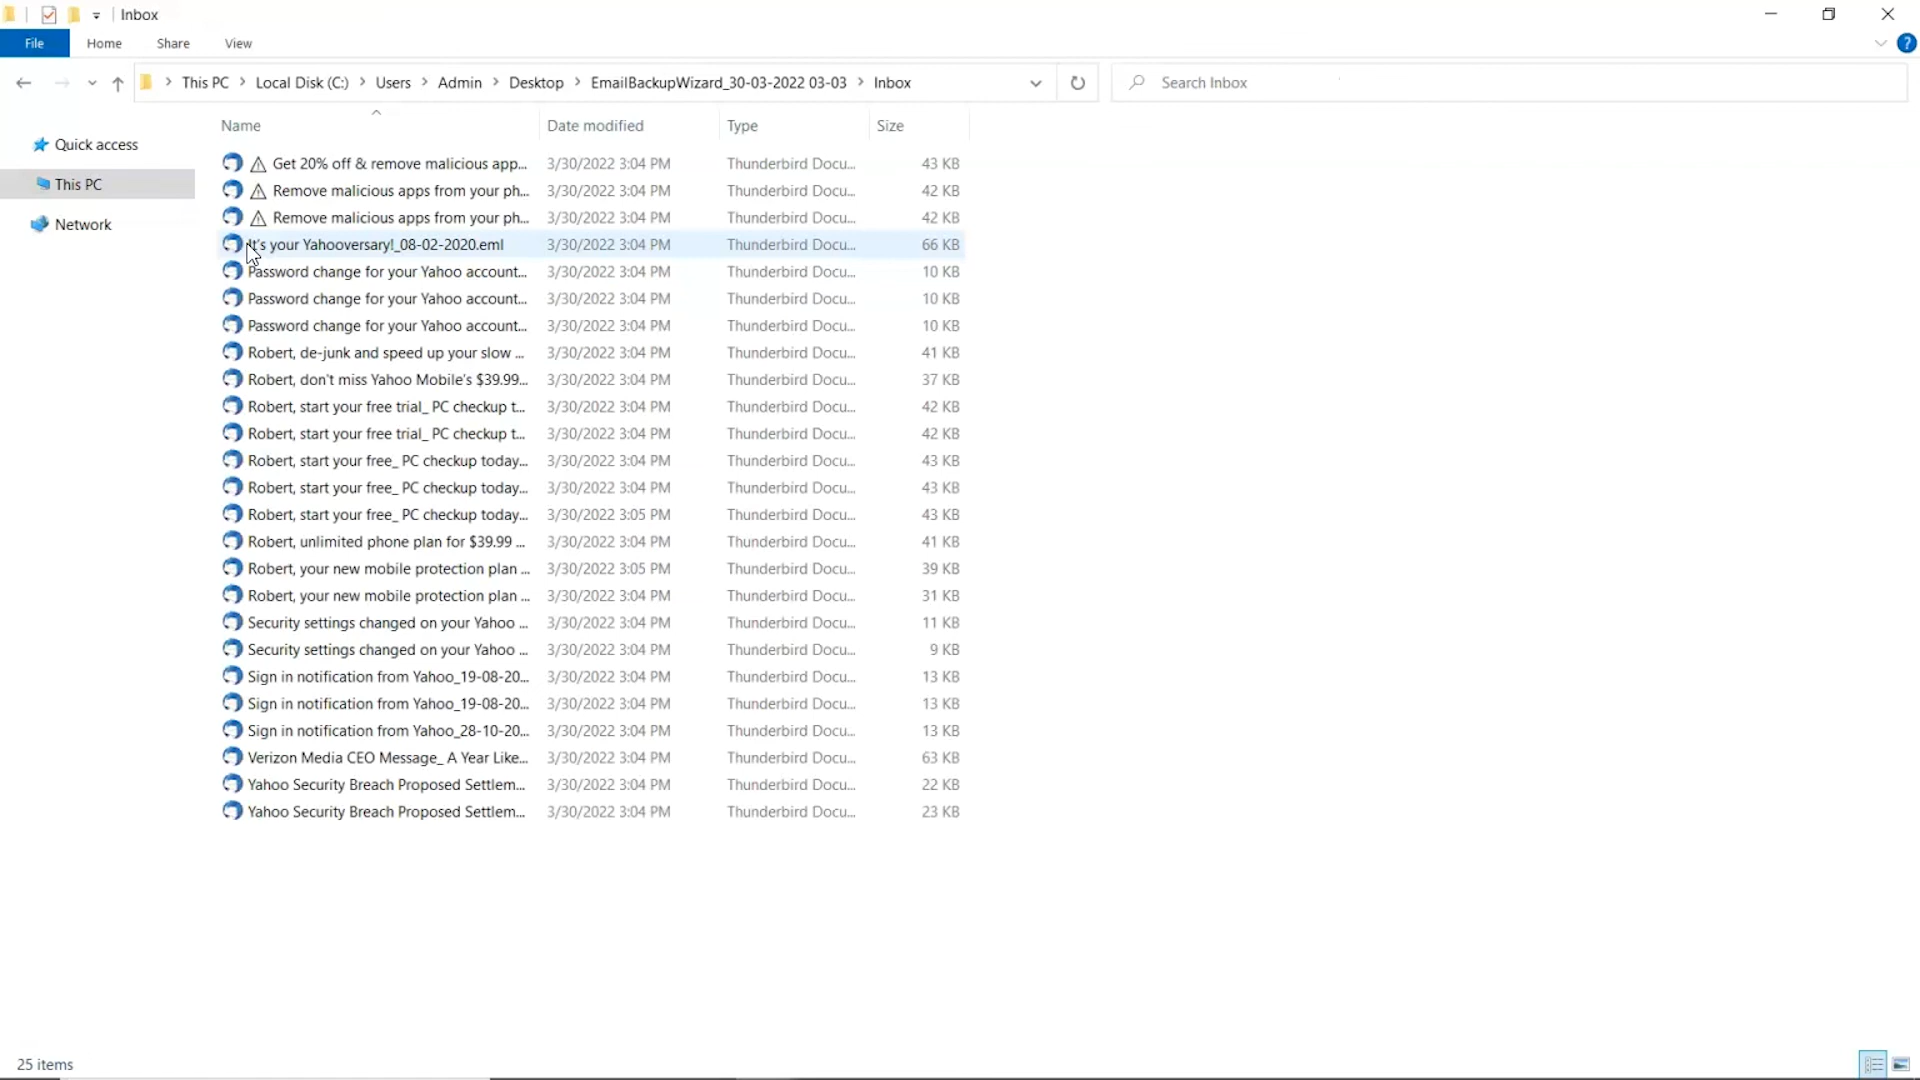 Inbox
File Home Share View
This PC Local Disk (C:) Users Admin Desktop EmailBackupWizard_30-03-2022 03-03 Inbox Search Inbox
Name Date modified Type Size
Quick access
This PC
Network
Get 20% off & remove malicious app... 3/30/2022 3:04 PM Thunderbird Docu... 43 KB
Remove malicious apps from your ph... 3/30/2022 3:04 PM Thunderbird Docu... 42 KB
Remove malicious apps from your ph... 3/30/2022 3:04 PM Thunderbird Docu... 42 KB
It's your Yahooversary!_08-02-2020.eml 3/30/2022 3:04 PM Thunderbird Docu... 66 KB
Password change for your Yahoo account... 3/30/2022 3:04 PM Thunderbird Docu... 10 KB
Password change for your Yahoo account... 3/30/2022 3:04 PM Thunderbird Docu... 10 KB
Password change for your Yahoo account... 3/30/2022 3:04 PM Thunderbird Docu... 10 KB
Robert, de-junk and speed up your slow ... 3/30/2022 3:04 PM Thunderbird Docu... 41 KB
Robert, don't miss Yahoo Mobile's $39.99... 3/30/2022 3:04 PM Thunderbird Docu... 37 KB
Robert, start your free trial_ PC checkup t... 3/30/2022 3:04 PM Thunderbird Docu... 42 KB
Robert, start your free trial_ PC checkup t... 3/30/2022 3:04 PM Thunderbird Docu... 42 KB
Robert, start your free_ PC checkup today... 3/30/2022 3:04 PM Thunderbird Docu... 43 KB
Robert, start your free_ PC checkup today... 3/30/2022 3:04 PM Thunderbird Docu... 43 KB
Robert, start your free_ PC checkup today... 3/30/2022 3:05 PM Thunderbird Docu... 43 KB
Robert, unlimited phone plan for $39.99 ... 3/30/2022 3:04 PM Thunderbird Docu... 41 KB
Robert, your new mobile protection plan ... 3/30/2022 3:05 PM Thunderbird Docu... 39 KB
Robert, your new mobile protection plan ... 3/30/2022 3:04 PM Thunderbird Docu... 31 KB
Security settings changed on your Yahoo ... 3/30/2022 3:04 PM Thunderbird Docu... 11 KB
Security settings changed on your Yahoo ... 3/30/2022 3:04 PM Thunderbird Docu... 9 KB
Sign in notification from Yahoo_19-08-20... 3/30/2022 3:04 PM Thunderbird Docu... 13 KB
Sign in notification from Yahoo_19-08-20... 3/30/2022 3:04 PM Thunderbird Docu... 13 KB
Sign in notification from Yahoo_28-10-20... 3/30/2022 3:04 PM Thunderbird Docu... 13 KB
Verizon Media CEO Message_ A Year Like... 3/30/2022 3:04 PM Thunderbird Docu... 63 KB
Yahoo Security Breach Proposed Settlem... 3/30/2022 3:04 PM Thunderbird Docu... 22 KB
Yahoo Security Breach Proposed Settlem... 3/30/2022 3:04 PM Thunderbird Docu... 23 KB
25 items